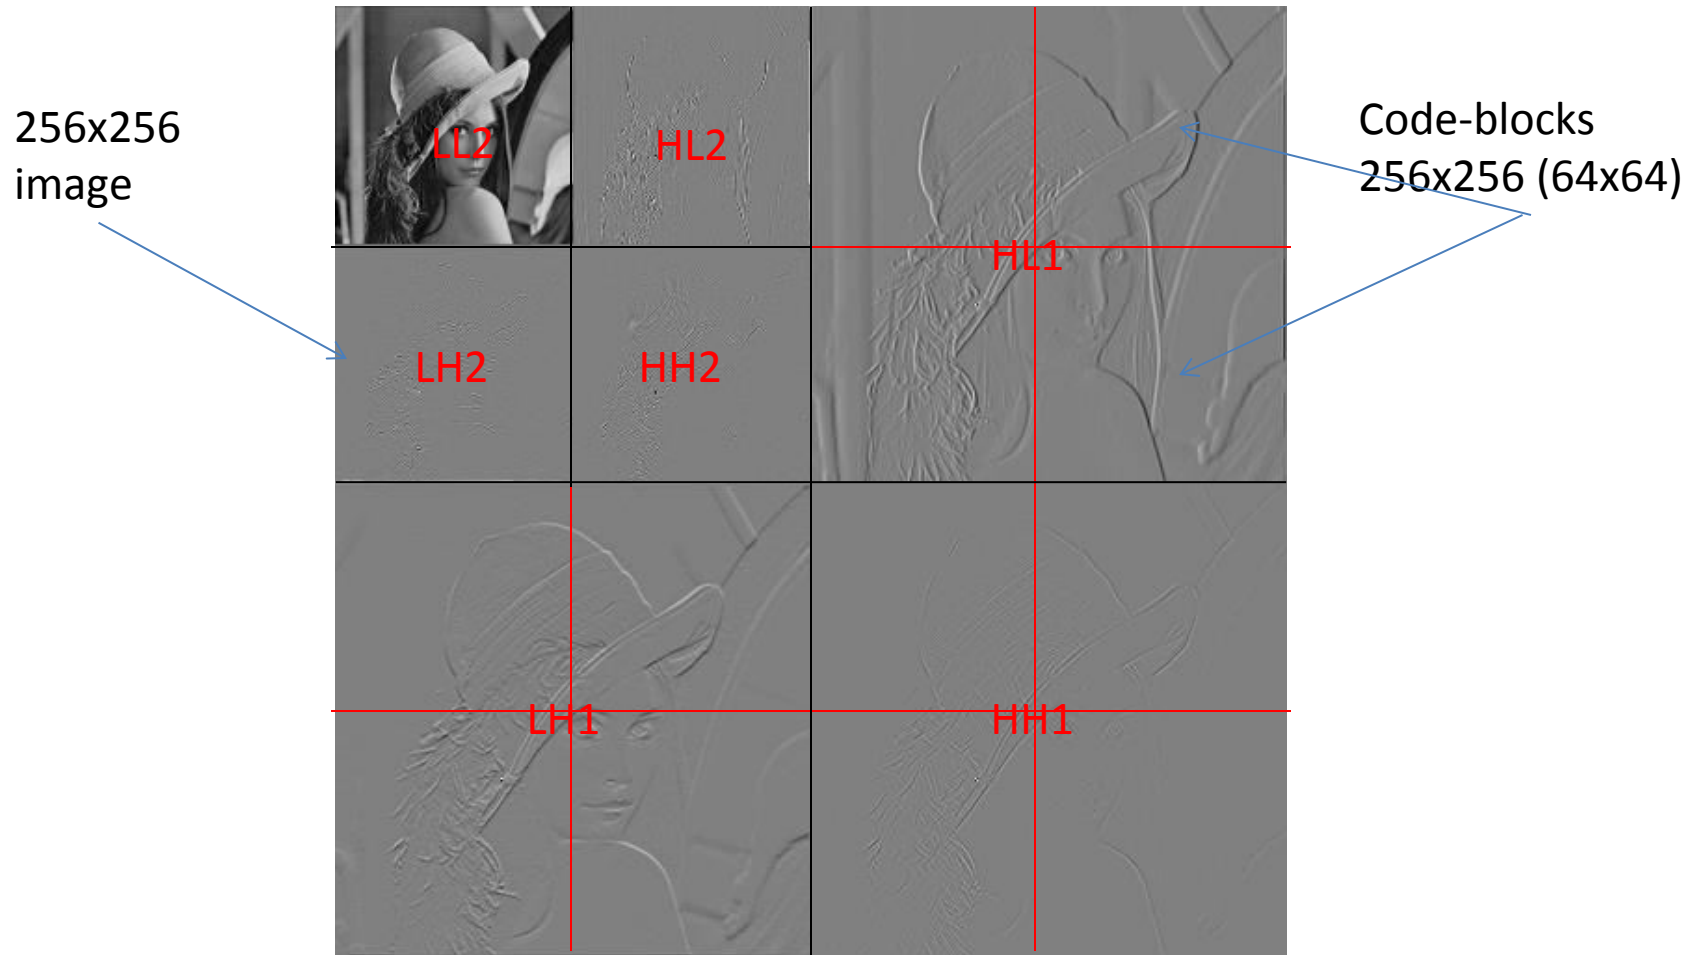 256x256
image
LL2
HL2
Code-blocks
256x256 (64x64)
HL1
LH2
HH2
LH1
HH1